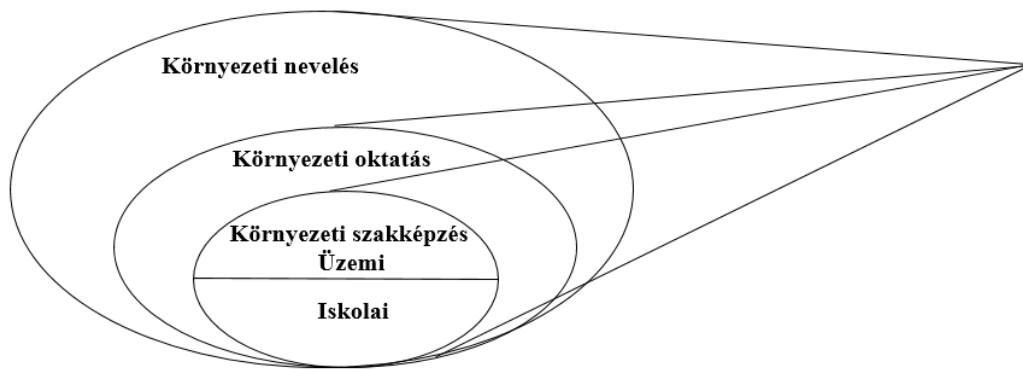 Környezeti nevelés
Környezeti oktatás
Környezeti szakképzés
Üzemi
Iskolai